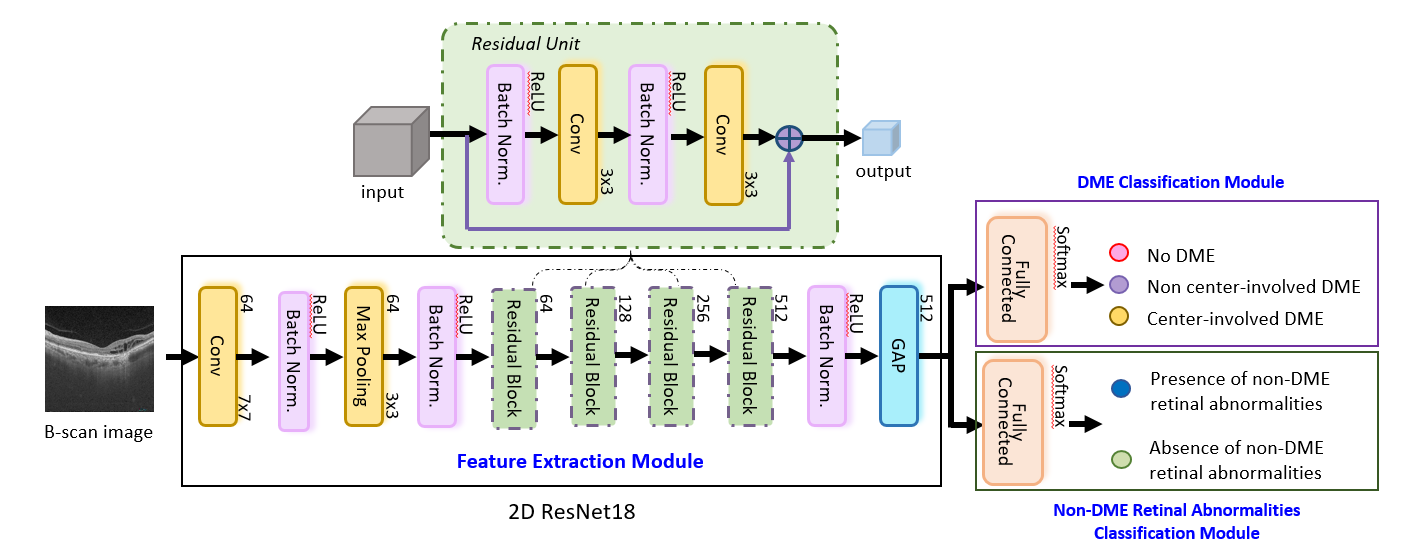 Residual Unit
Batch Norm.
ReLU
Conv
3x3
Batch Norm.
ReLU
Conv
3x3
input
output
DME Classification Module
Fully
Connected
Softmax
No DME
Non center-involved DME
Center-involved DME
B-scan image
Conv
64
7x7
Batch Norm.
ReLU
Max Pooling
64
3x3
Batch Norm.
ReLU
Residual Block
64
Residual Block
128
Residual Block
256
Residual Block
512
Batch Norm.
ReLU
GAP
512
Feature Extraction Module
2D ResNet18
Fully
Connected
Softmax
Presence of non-DME
retinal abnormalities
Absence of non-DME
retinal abnormalities
Non-DME Retinal Abnormalities
Classification Module